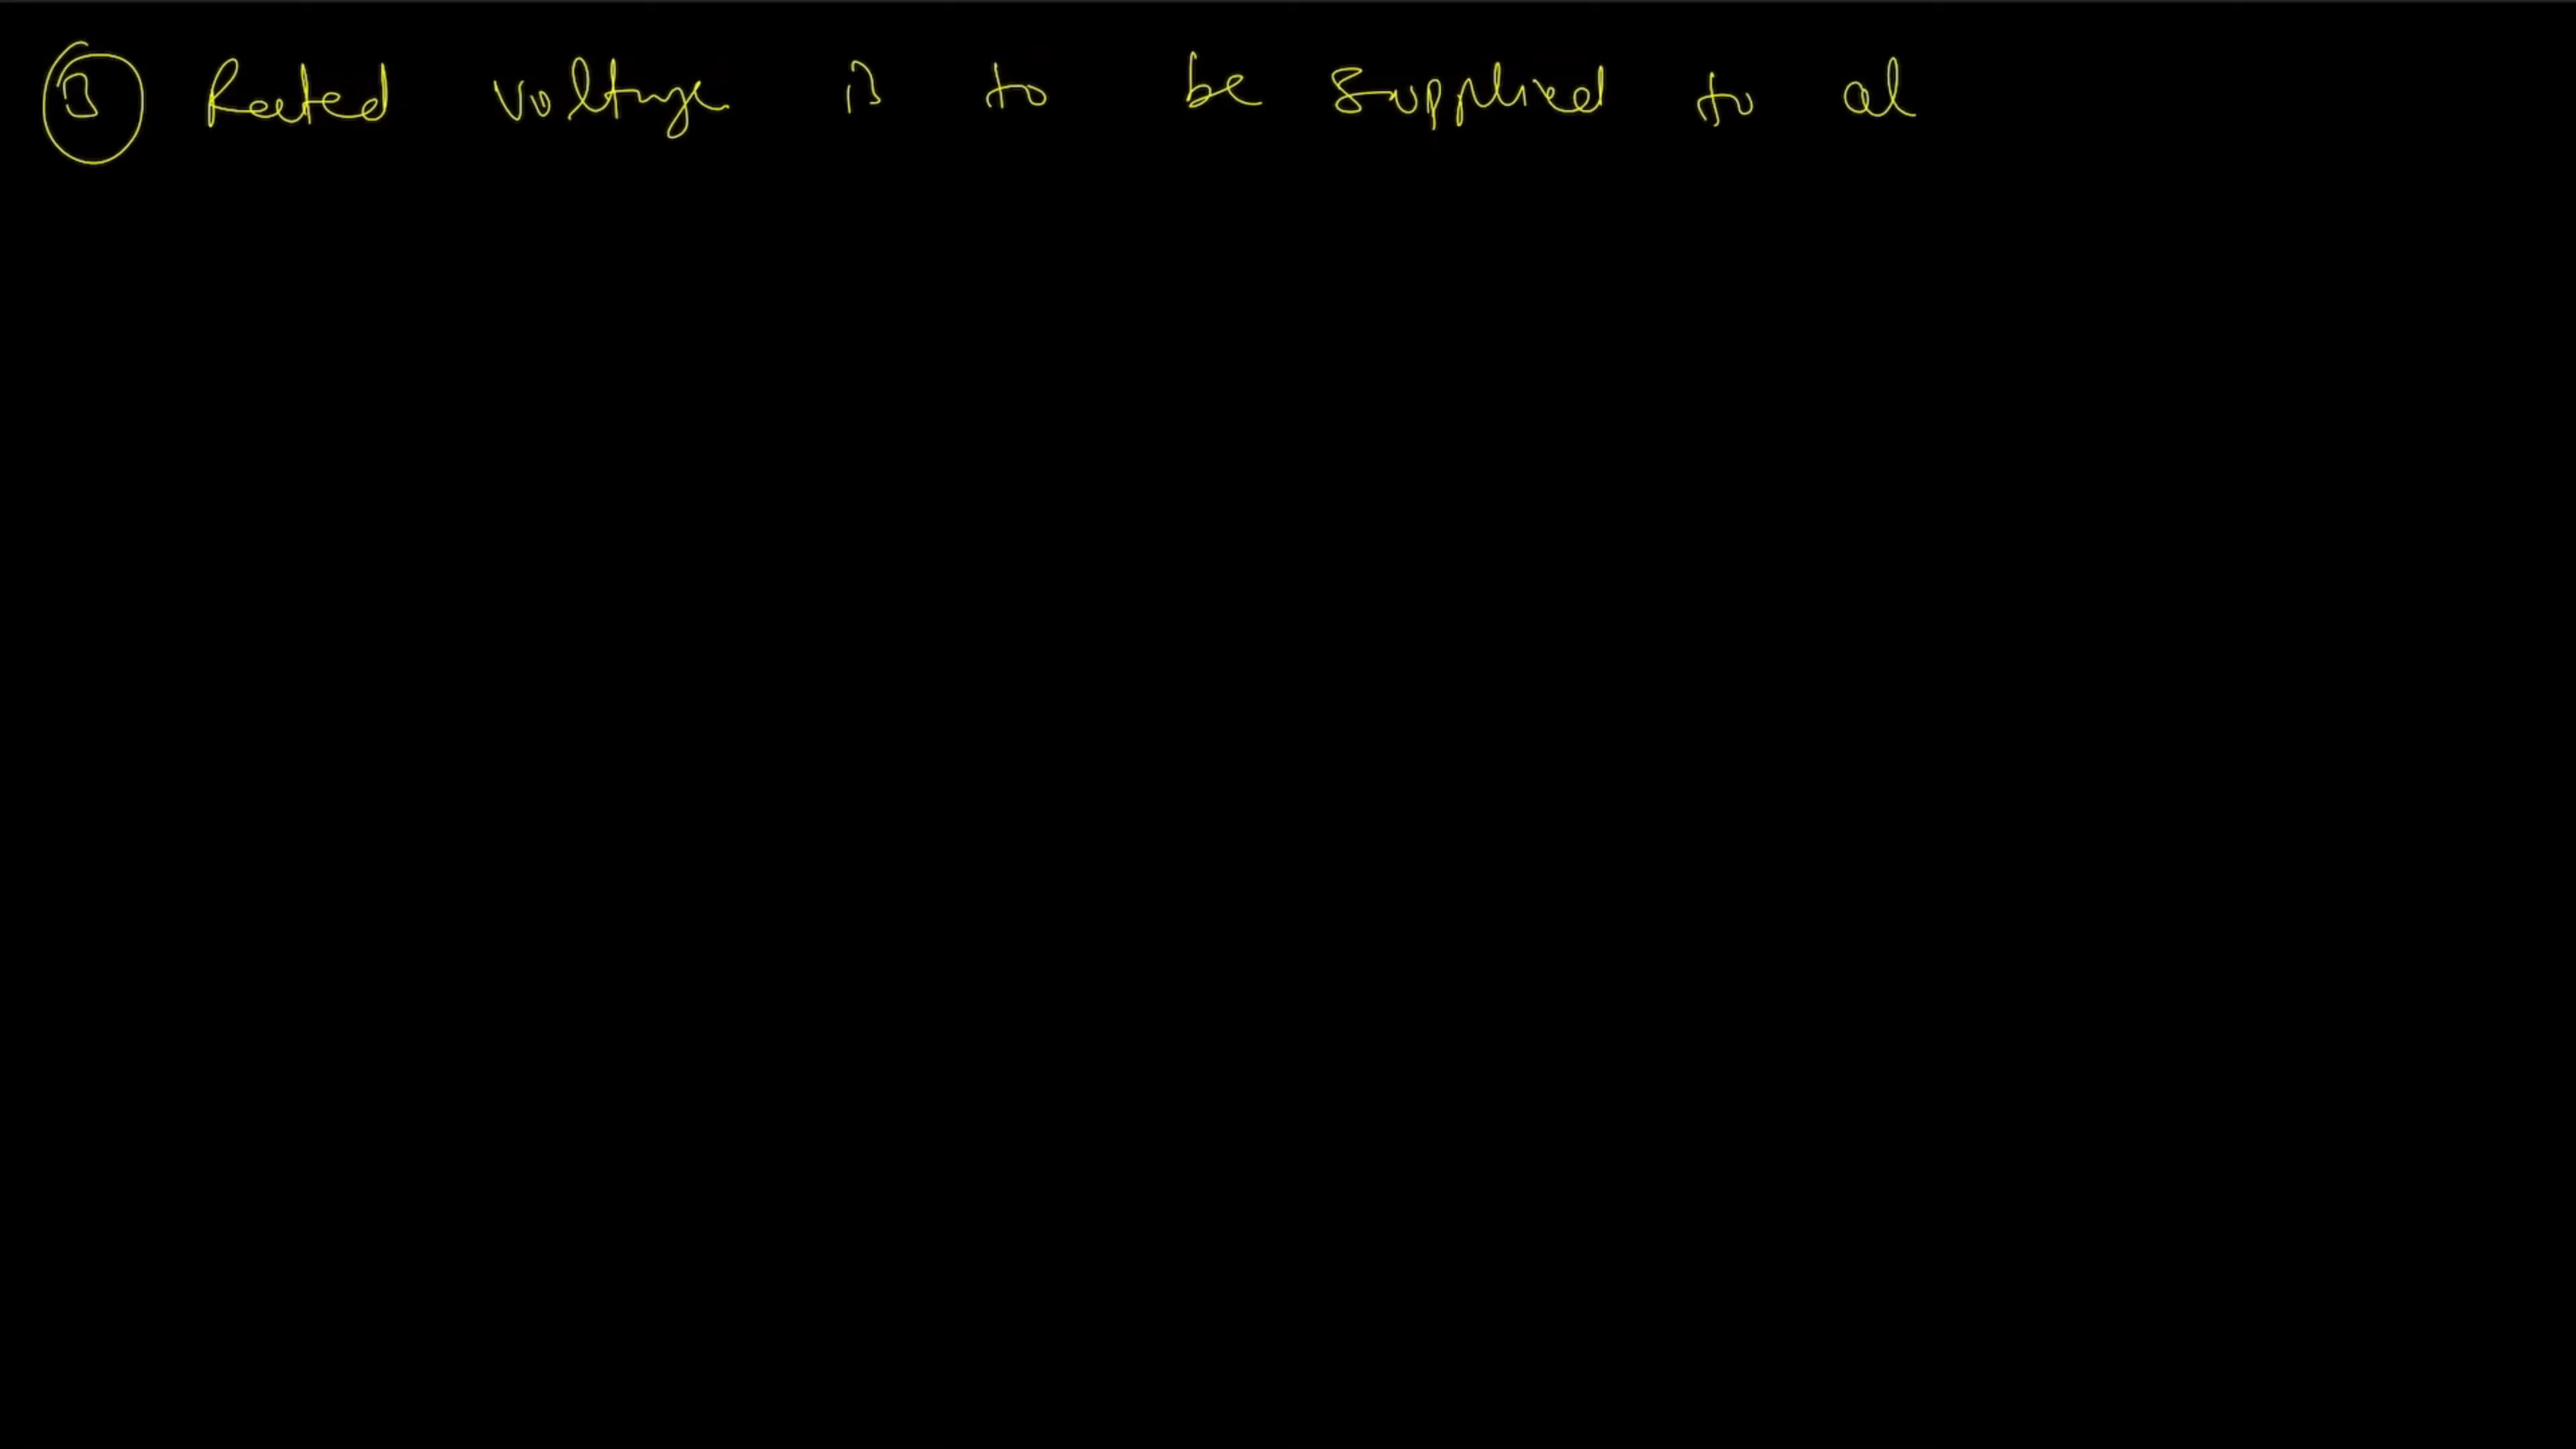 ③ Rated voltage is to be supplied to al